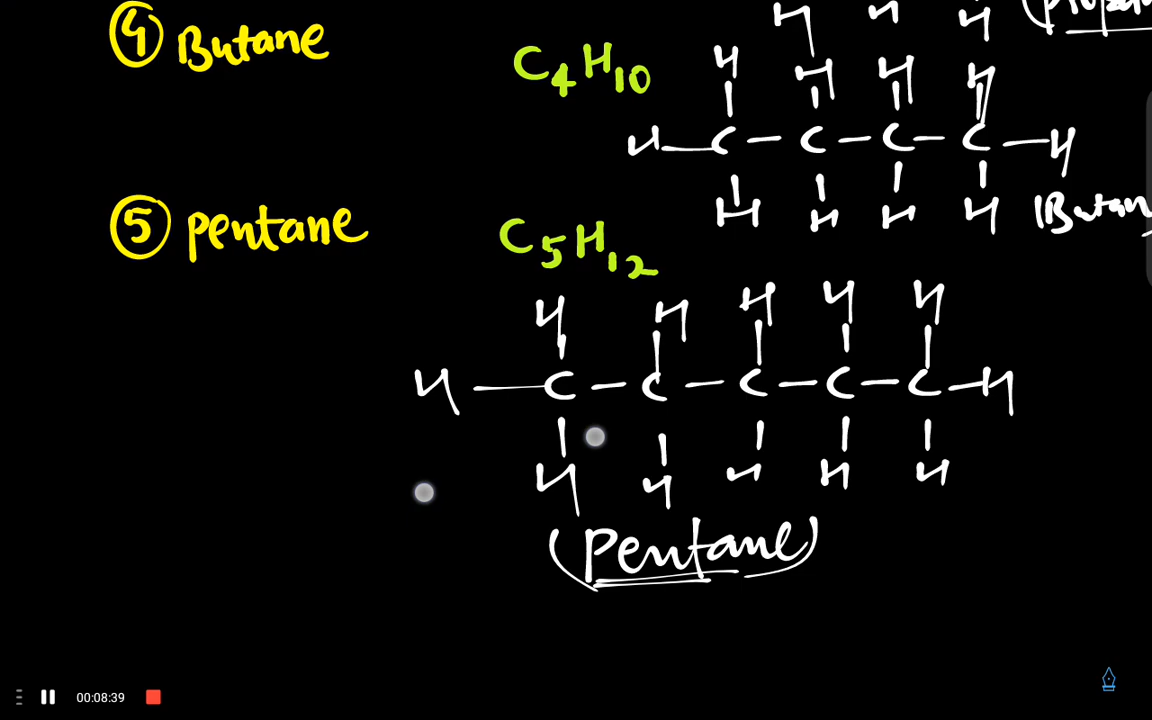 H H H
④ Butane C4H10 H H H H
H—C—C—C—C—H
H H H H (Butan
⑤ pentane C5H12
H H H H H
H—C—C—C—C—C—H
H H H H H
(Pentane)
00:08:39